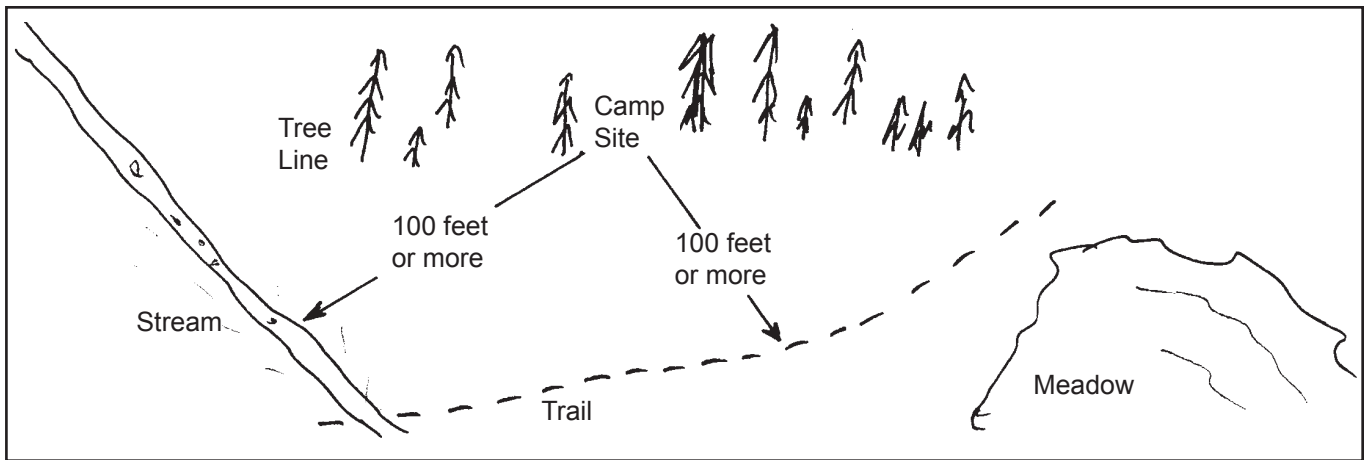 Tree
Line
Camp
Site
100 feet
or more
100 feet
or more
Stream
Trail
Meadow